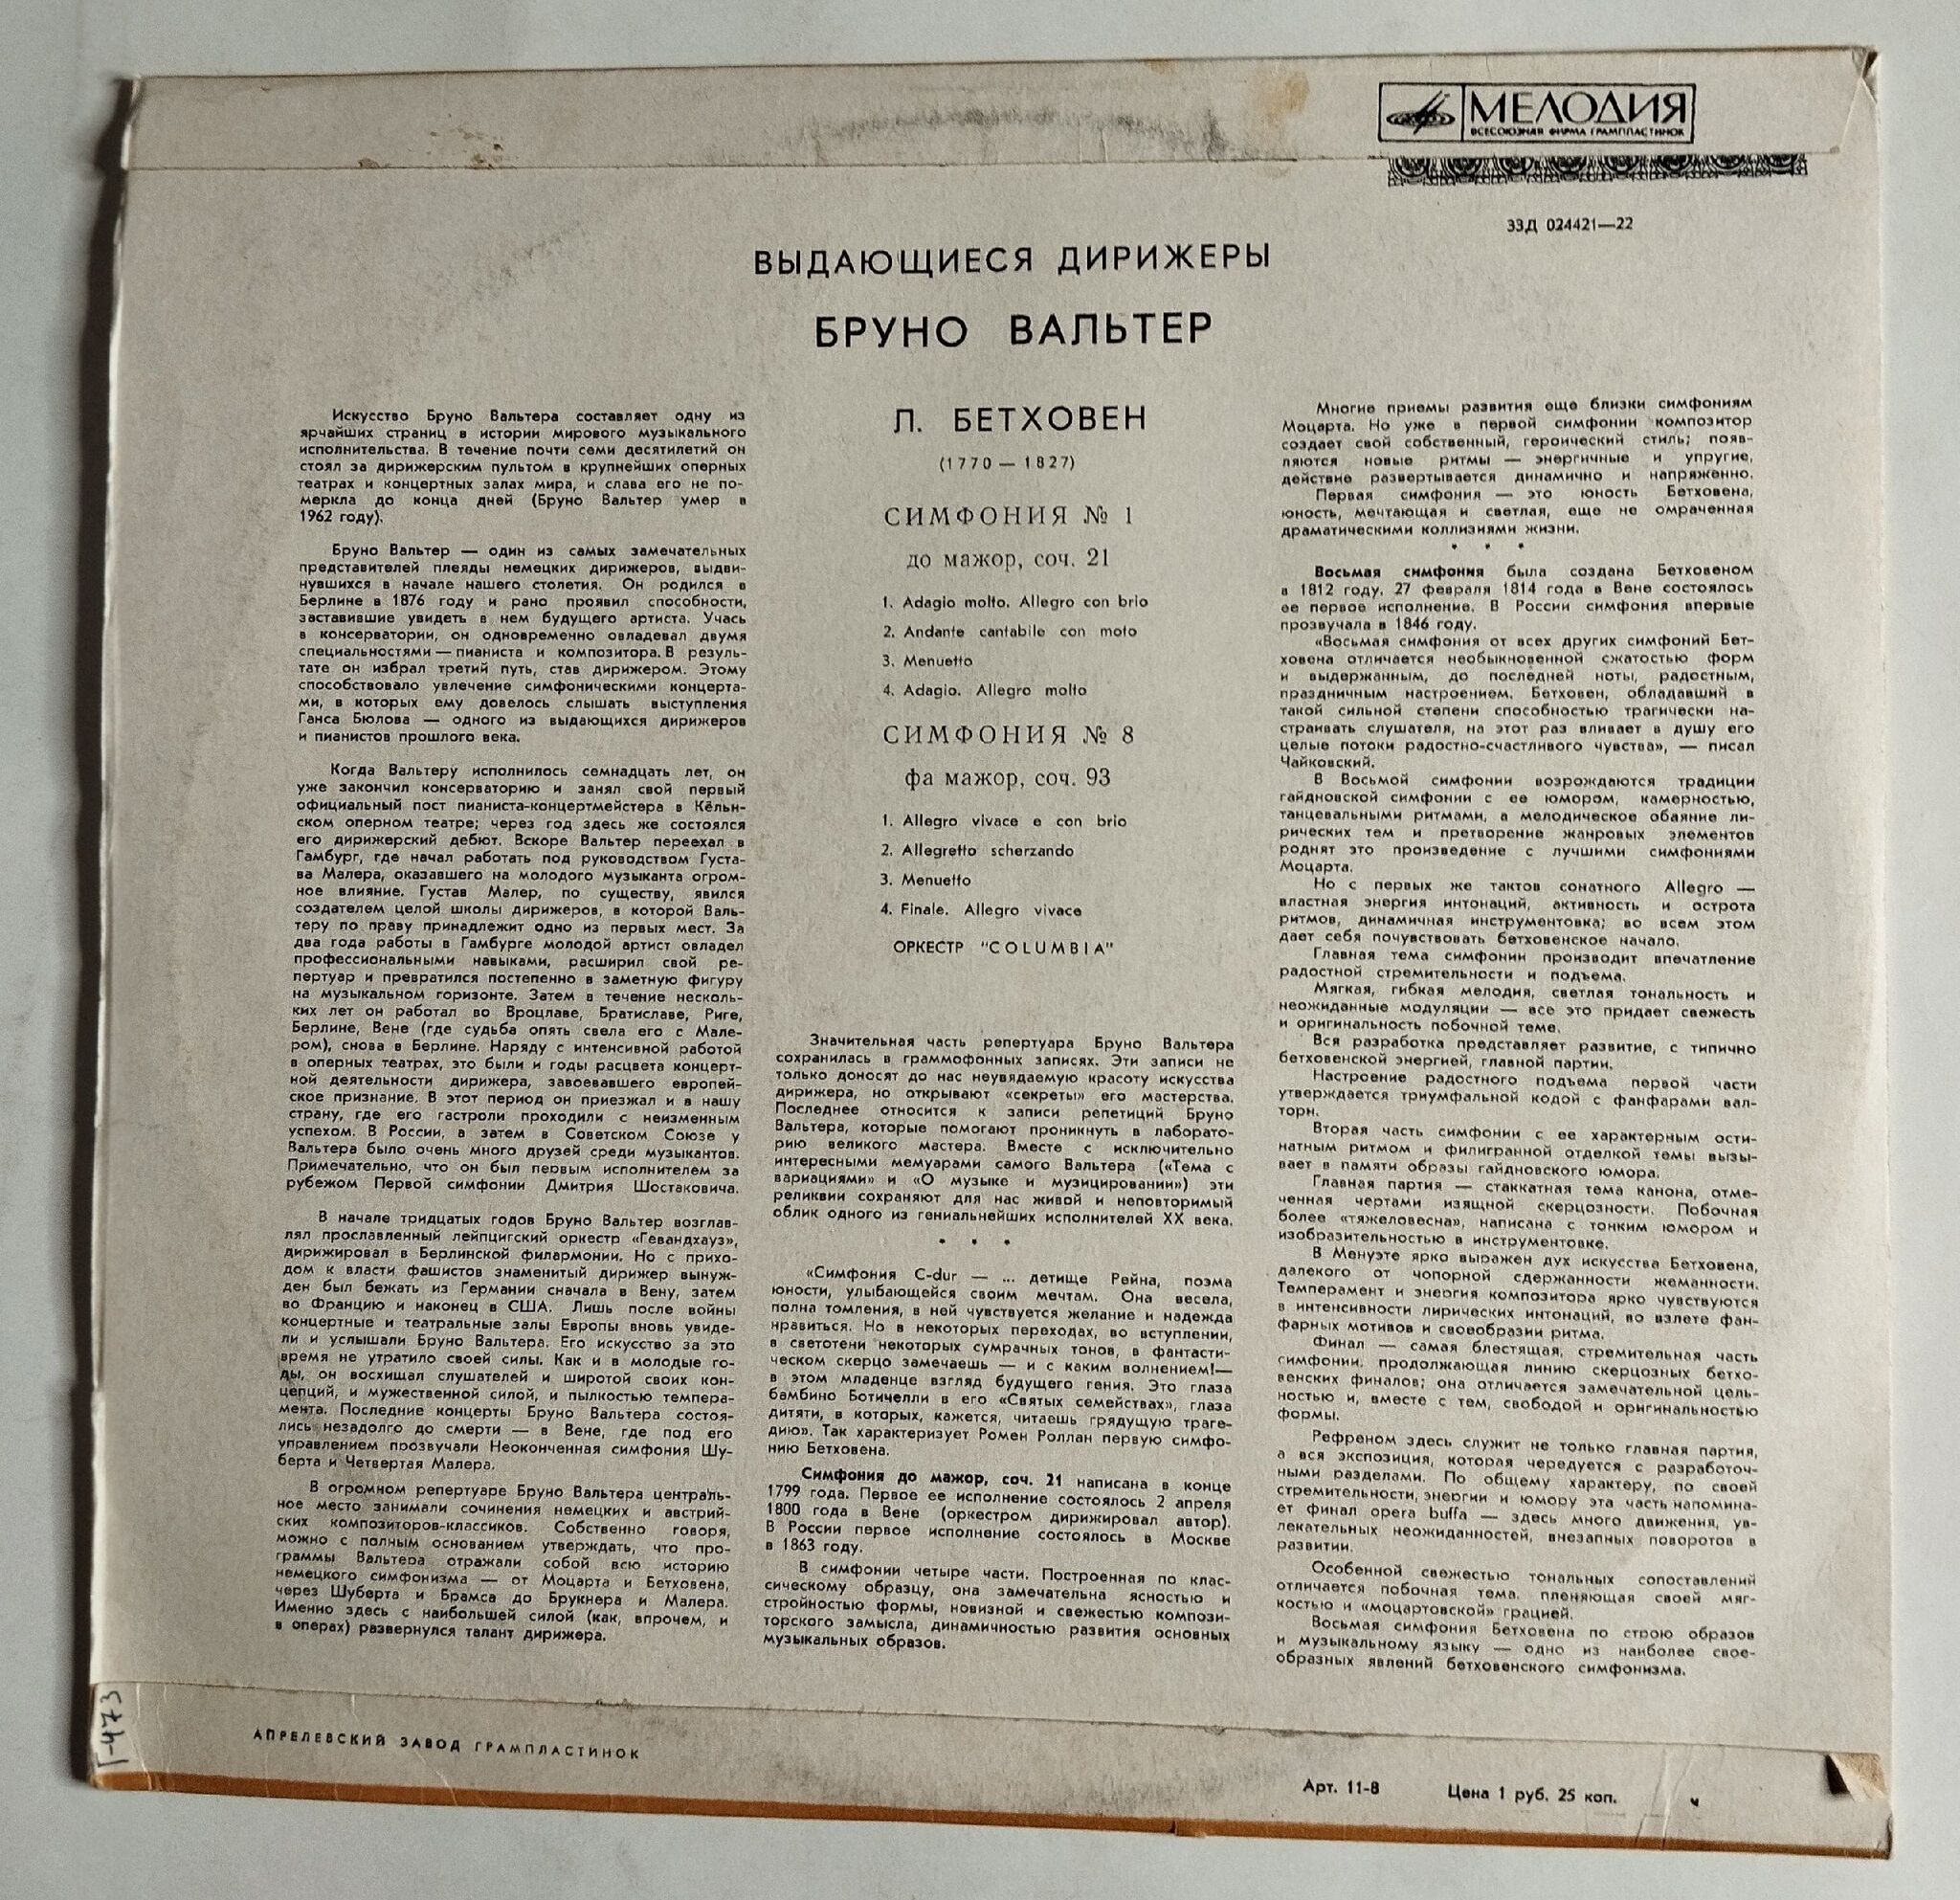 МЕЛОДИЯ
ВСЕСОЮЗНАЯ ФИРМА ГРАМПЛАСТИНОК
33Д 024421—22
ВЫДАЮЩИЕСЯ ДИРИЖЕРЫ
БРУНО ВАЛЬТЕР
Искусство Бруно Вальтера составляет одну из
ярчайших страниц в истории мирового музыкального
исполнительства. В течение почти семи десятилетий он
стоял за дирижерским пультом в крупнейших оперных
театрах и концертных залах мира, и слава его не по-
меркла до конца дней (Бруно Вальтер умер в
1962 году).
Бруно Вальтер — один из самых замечательных
представителей плеяды немецких дирижеров, выдви-
нувшихся в начале нашего столетия. Он родился в
Берлине в 1876 году и рано проявил способности,
заставившие увидеть в нем будущего артиста. Учась
в консерватории, он одновременно овладевал двумя
специальностями — пианиста и композитора. В резуль-
тате он избрал третий путь, став дирижером. Этому
способствовало увлечение симфоническими концерта-
ми, в которых ему довелось слышать выступления
Ганса Бюлова — одного из выдающихся дирижеров
и пианистов прошлого века.
Когда Вальтеру исполнилось семнадцать лет, он
уже закончил консерваторию и занял свой первый
официальный пост пианиста-концертмейстера в Кёльн-
ском оперном театре; через год здесь же состоялся
его дирижерский дебют. Вскоре Вальтер переехал в
Гамбург, где начал работать под руководством Густа-
ва Малера, оказавшего на молодого музыканта огром-
ное влияние. Густав Малер, по существу, явился
создателем целой школы дирижеров, в которой Валь-
теру по праву принадлежит одно из первых мест. За
два года работы в Гамбурге молодой артист овладел
профессиональными навыками, расширил свой ре-
пертуар и превратился постепенно в заметную фигуру
на музыкальном горизонте. Затем в течение несколь-
ких лет он работал во Вроцлаве, Братиславе, Риге,
Берлине, Вене (где судьба опять свела его с Мале-
ром), снова в Берлине. Наряду с интенсивной работой
в оперных театрах, это были и годы расцвета концерт-
ной деятельности дирижера, завоевавшего европей-
ское признание. В этот период он приезжал и в нашу
страну, где его гастроли проходили с неизменным
успехом. В России, а затем в Советском Союзе у
Вальтера было очень много друзей среди музыкантов.
Примечательно, что он был первым исполнителем за
рубежом Первой симфонии Дмитрия Шостаковича.
В начале тридцатых годов Бруно Вальтер возглав-
лял прославленный лейпцигский оркестр «Гевандхауз»,
дирижировал в Берлинской филармонии. Но с прихо-
дом к власти фашистов знаменитый дирижер вынуж-
ден был бежать из Германии сначала в Вену, затем
во Францию и наконец в США. Лишь после войны
концертные и театральные залы Европы вновь увиде-
ли и услышали Бруно Вальтера. Его искусство за это
время не утратило своей силы. Как и в молодые го-
ды, он восхищал слушателей и широтой своих кон-
цепций, и мужественной силой, и пылкостью темпера-
мента. Последние концерты Бруно Вальтера состоя-
лись незадолго до смерти — в Вене, где под его
управлением прозвучали Неоконченная симфония Шу-
берта и Четвертая Малера.
В огромном репертуаре Бруно Вальтера централь-
ное место занимали сочинения немецких и австрий-
ских композиторов-классиков. Собственно говоря,
можно с полным основанием утверждать, что про-
граммы Вальтера отражали собой всю историю
немецкого симфонизма — от Моцарта и Бетховена,
через Шуберта и Брамса до Брукнера и Малера.
Именно здесь с наибольшей силой (как, впрочем, и
в операх) развернулся талант дирижера.
Л. БЕТХОВЕН
(1770 — 1827)
СИМФОНИЯ № 1
до мажор, соч. 21
1. Adagio molto. Allegro con brio
2. Andante cantabile con moto
3. Menuetto
4. Adagio. Allegro molto
СИМФОНИЯ № 8
фа мажор, соч. 93
1. Allegro vivace e con brio
2. Allegretto scherzando
3. Menuetto
4. Finale. Allegro vivace
ОРКЕСТР "COLUMBIA"
Значительная часть репертуара Бруно Вальтера
сохранилась в граммофонных записях. Эти записи не
только доносят до нас неувядаемую красоту искусства
дирижера, но открывают «секреты» его мастерства.
Последнее относится к записи репетиций Бруно
Вальтера, которые помогают проникнуть в лаборато-
рию великого мастера. Вместе с исключительно
интересными мемуарами самого Вальтера («Тема с
вариациями» и «О музыке и музицировании») эти
реликвии сохраняют для нас живой и неповторимый
облик одного из гениальнейших исполнителей XX века.
• • •
«Симфония C-dur — ... детище Рейна, поэма
юности, улыбающейся своим мечтам. Она весела,
полна томления, в ней чувствуется желание и надежда
нравиться. Но в некоторых переходах, во вступлении,
в светотени некоторых сумрачных тонов, в фантасти-
ческом скерцо замечаешь — и с каким волнением!—
в этом младенце взгляд будущего гения. Это глаза
бамбино Ботичелли в его «Святых семействах», глаза
дитяти, в которых, кажется, читаешь грядущую траге-
дию». Так характеризует Ромен Роллан первую симфо-
нию Бетховена.
Симфония до мажор, соч. 21 написана в конце
1799 года. Первое ее исполнение состоялось 2 апреля
1800 года в Вене (оркестром дирижировал автор).
В России первое исполнение состоялось в Москве
в 1863 году.
В симфонии четыре части. Построенная по клас-
сическому образцу, она замечательна ясностью и
стройностью формы, новизной и свежестью компози-
торского замысла, динамичностью развития основных
музыкальных образов.
Многие приемы развития еще близки симфониям
Моцарта. Но уже в первой симфонии композитор
создает свой собственный, героический стиль; появ-
ляются новые ритмы — энергичные и упругие,
действие развертывается динамично и напряженно.
Первая симфония — это юность Бетховена,
юность, мечтающая и светлая, еще не омраченная
драматическими коллизиями жизни.
• • •
Восьмая симфония была создана Бетховеном
в 1812 году. 27 февраля 1814 года в Вене состоялось
ее первое исполнение. В России симфония впервые
прозвучала в 1846 году.
«Восьмая симфония от всех других симфоний Бет-
ховена отличается необыкновенной сжатостью форм
и выдержанным, до последней ноты, радостным,
праздничным настроением. Бетховен, обладавший в
такой сильной степени способностью трагически на-
страивать слушателя, на этот раз вливает в душу его
целые потоки радостно-счастливого чувства», — писал
Чайковский.
В Восьмой симфонии возрождаются традиции
гайдновской симфонии с ее юмором, камерностью,
танцевальными ритмами, а мелодическое обаяние ли-
рических тем и претворение жанровых элементов
роднят это произведение с лучшими симфониями
Моцарта.
Но с первых же тактов сонатного Allegro —
властная энергия интонаций, активность и острота
ритмов, динамичная инструментовка; во всем этом
дает себя почувствовать бетховенское начало.
Главная тема симфонии производит впечатление
радостной стремительности и подъема.
Мягкая, гибкая мелодия, светлая тональность и
неожиданные модуляции — все это придает свежесть
и оригинальность побочной теме.
Вся разработка представляет развитие, с типично
бетховенской энергией, главной партии.
Настроение радостного подъема первой части
утверждается триумфальной кодой с фанфарами вал-
торн.
Вторая часть симфонии с ее характерным ости-
натным ритмом и филигранной отделкой темы вызы-
вает в памяти образы гайдновского юмора.
Главная партия — стаккатная тема канона, отме-
ченная чертами изящной скерцозности. Побочная
более «тяжеловесна», написана с тонким юмором и
изобразительностью в инструментовке.
В Менуэте ярко выражен дух искусства Бетховена,
далекого от чопорной сдержанности жеманности.
Темперамент и энергия композитора ярко чувствуются
в интенсивности лирических интонаций, во взлете фан-
фарных мотивов и своеобразии ритма.
Финал — самая блестящая, стремительная часть
симфонии, продолжающая линию скерцозных бетхо-
венских финалов; она отличается замечательной цель-
ностью и, вместе с тем, свободой и оригинальностью
формы.
Рефреном здесь служит не только главная партия,
а вся экспозиция, которая чередуется с разработоч-
ными разделами. По общему характеру, по своей
стремительности, энергии и юмору эта часть напомина-
ет финал opera buffa — здесь много движения, ув-
лекательных неожиданностей, внезапных поворотов в
развитии.
Особенной свежестью тональных сопоставлений
отличается побочная тема, пленяющая своей мяг-
костью и «моцартовской» грацией.
Восьмая симфония Бетховена по строю образов
и музыкальному языку — одно из наиболее свое-
образных явлений бетховенского симфонизма.
Г-473
АПРЕЛЕВСКИЙ ЗАВОД ГРАМПЛАСТИНОК
Арт. 11-8 Цена 1 руб. 25 коп. ч